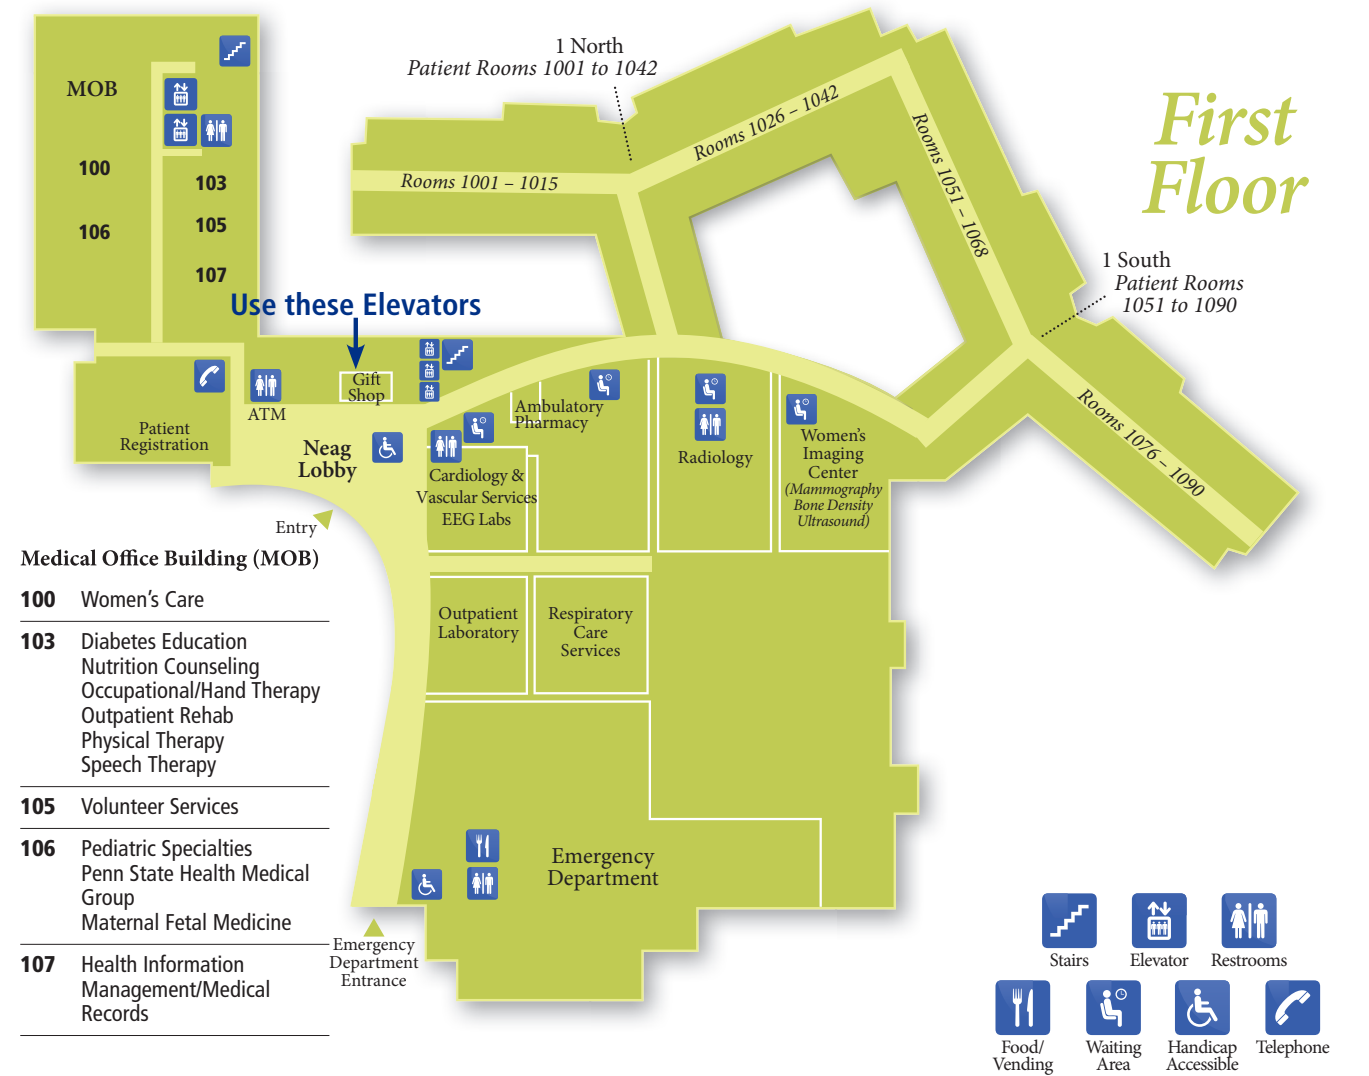 First
Floor
1 North
Patient Rooms 1001 to 1042
Rooms 1001 – 1015
Rooms 1026 – 1042
Rooms 1051 – 1068
1 South
Patient Rooms
1051 to 1090
Rooms 1076 – 1090
MOB
100
103
106
105
107
Use these Elevators
Gift
Shop
ATM
Patient
Registration
Neag
Lobby
Entry
Ambulatory
Pharmacy
Cardiology &
Vascular Services
EEG Labs
Radiology
Women's
Imaging
Center
(Mammography
Bone Density
Ultrasound)
Outpatient
Laboratory
Respiratory
Care
Services
Emergency
Department
Emergency
Department
Entrance
Medical Office Building (MOB)
100 Women's Care
103 Diabetes Education
Nutrition Counseling
Occupational/Hand Therapy
Outpatient Rehab
Physical Therapy
Speech Therapy
105 Volunteer Services
106 Pediatric Specialties
Penn State Health Medical
Group
Maternal Fetal Medicine
107 Health Information
Management/Medical
Records
Stairs
Elevator
Restrooms
Food/
Vending
Waiting
Area
Handicap
Accessible
Telephone